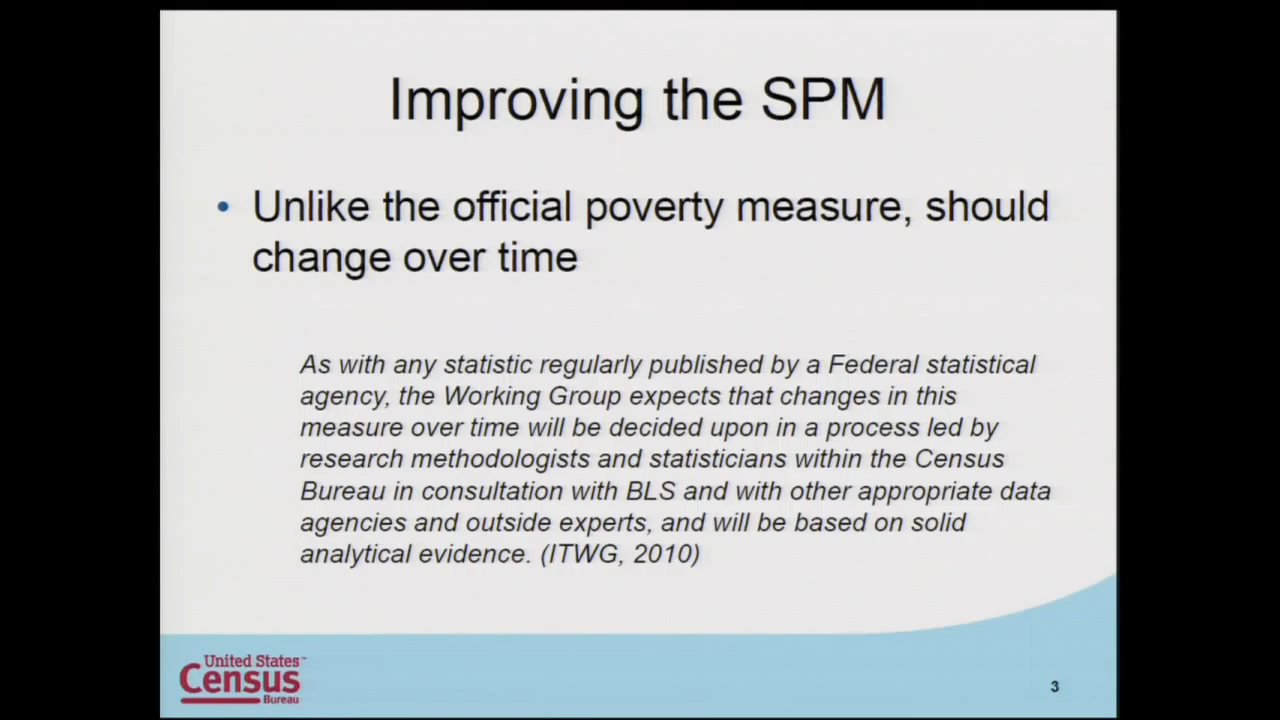 Improving the SPM
• Unlike the official poverty measure, should
change over time
As with any statistic regularly published by a Federal statistical
agency, the Working Group expects that changes in this
measure over time will be decided upon in a process led by
research methodologists and statisticians within the Census
Bureau in consultation with BLS and with other appropriate data
agencies and outside experts, and will be based on solid
analytical evidence. (ITWG, 2010)
United States™
Census
Bureau
3